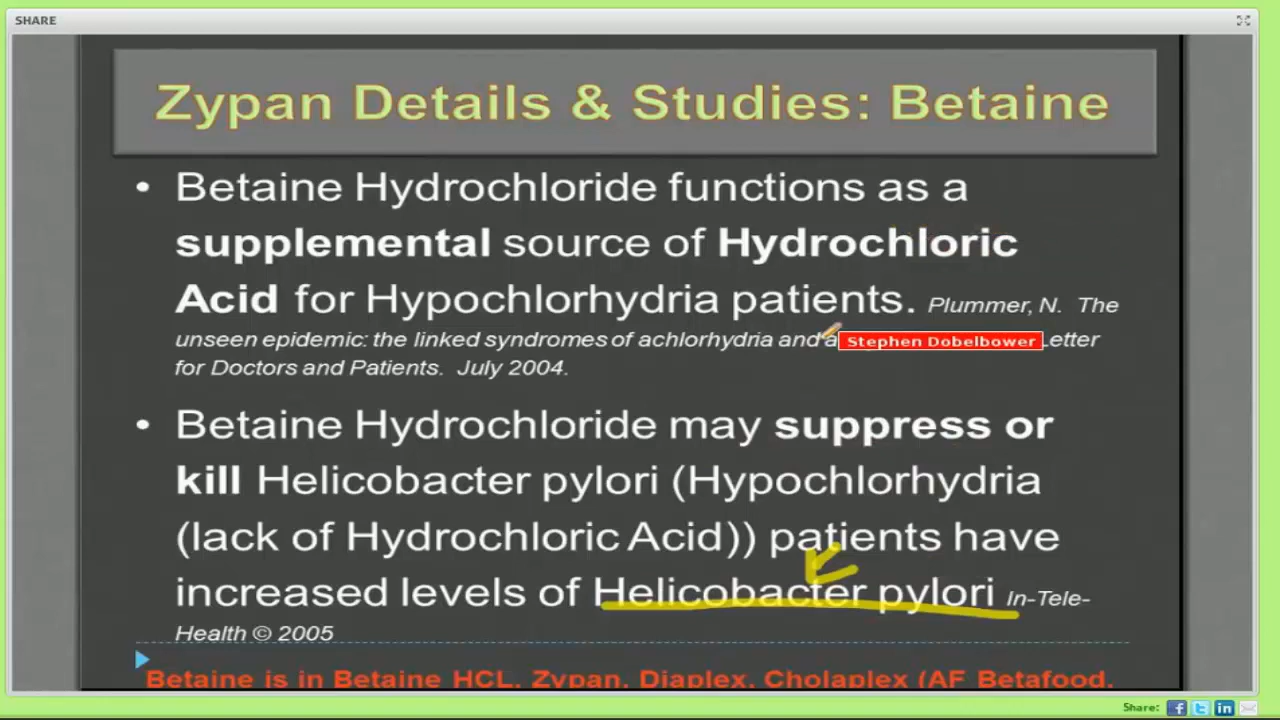 SHARE
Zypan Details & Studies: Betaine
• Betaine Hydrochloride functions as a
supplemental source of Hydrochloric
Acid for Hypochlorhydria patients. Plummer, N. The
unseen epidemic: the linked syndromes of achlorhydria and a Stephen Dobelbower Letter
for Doctors and Patients. July 2004.
• Betaine Hydrochloride may suppress or
kill Helicobacter pylori (Hypochlorhydria
(lack of Hydrochloric Acid)) patients have
increased levels of Helicobacter pylori In-Tele-
Health © 2005
Betaine is in Betaine HCL, Zypan, Diaplex, Cholaplex (AF Betafood,
Share: